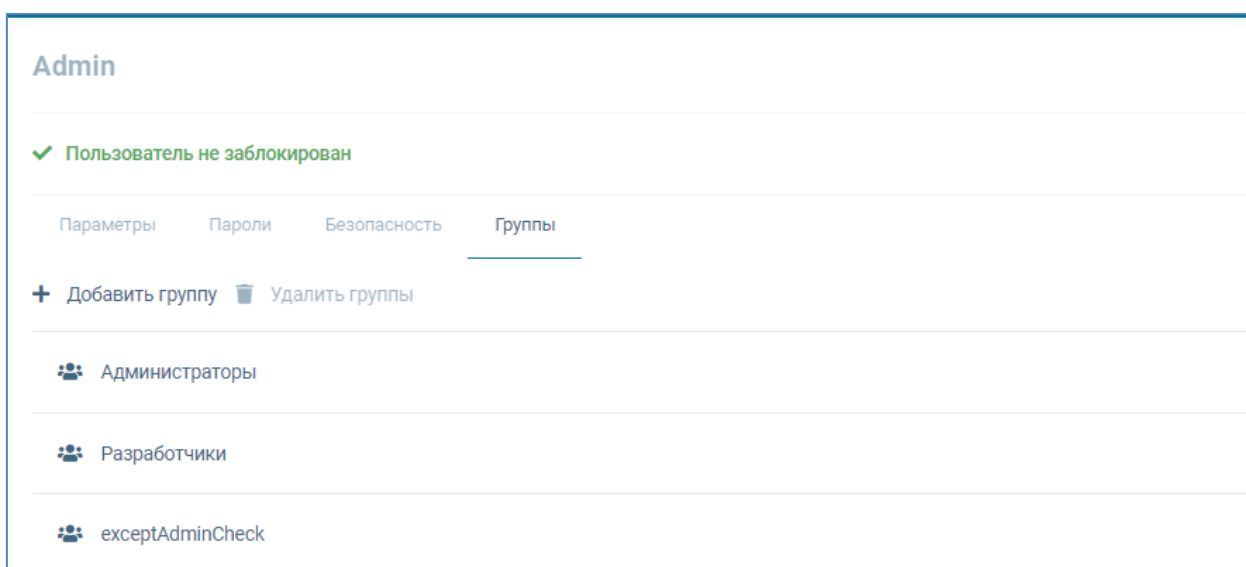 Admin
Пользователь не заблокирован
Параметры Пароли Безопасность Группы
Добавить группу Удалить группы
Администраторы
Разработчики
exceptAdminCheck